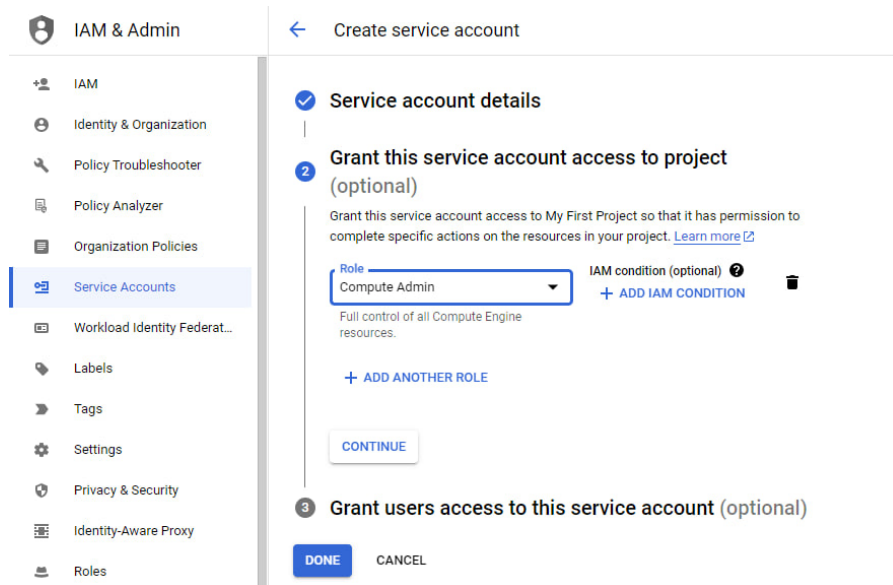 IAM & Admin
IAM
Identity & Organization
Policy Troubleshooter
Policy Analyzer
Organization Policies
Service Accounts
Workload Identity Federat...
Labels
Tags
Settings
Privacy & Security
Identity-Aware Proxy
Roles
Create service account
Service account details
2
Grant this service account access to project
(optional)
Grant this service account access to My First Project so that it has permission to
complete specific actions on the resources in your project. Learn more
Role
Compute Admin
Full control of all Compute Engine
resources.
IAM condition (optional) ?
+ ADD IAM CONDITION
+ ADD ANOTHER ROLE
CONTINUE
3 Grant users access to this service account (optional)
DONE CANCEL